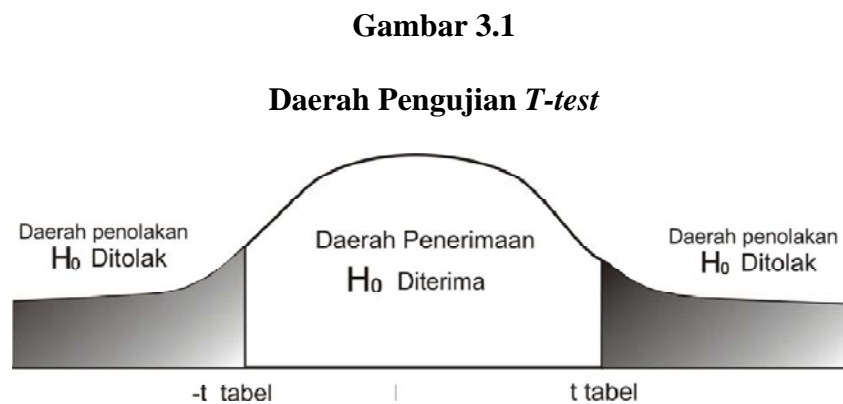 Gambar 3.1
Daerah Pengujian T-test
Daerah penolakan
H₀ Ditolak
Daerah Penerimaan
H₀ Diterima
Daerah penolakan
H₀ Ditolak
-t tabel
t tabel